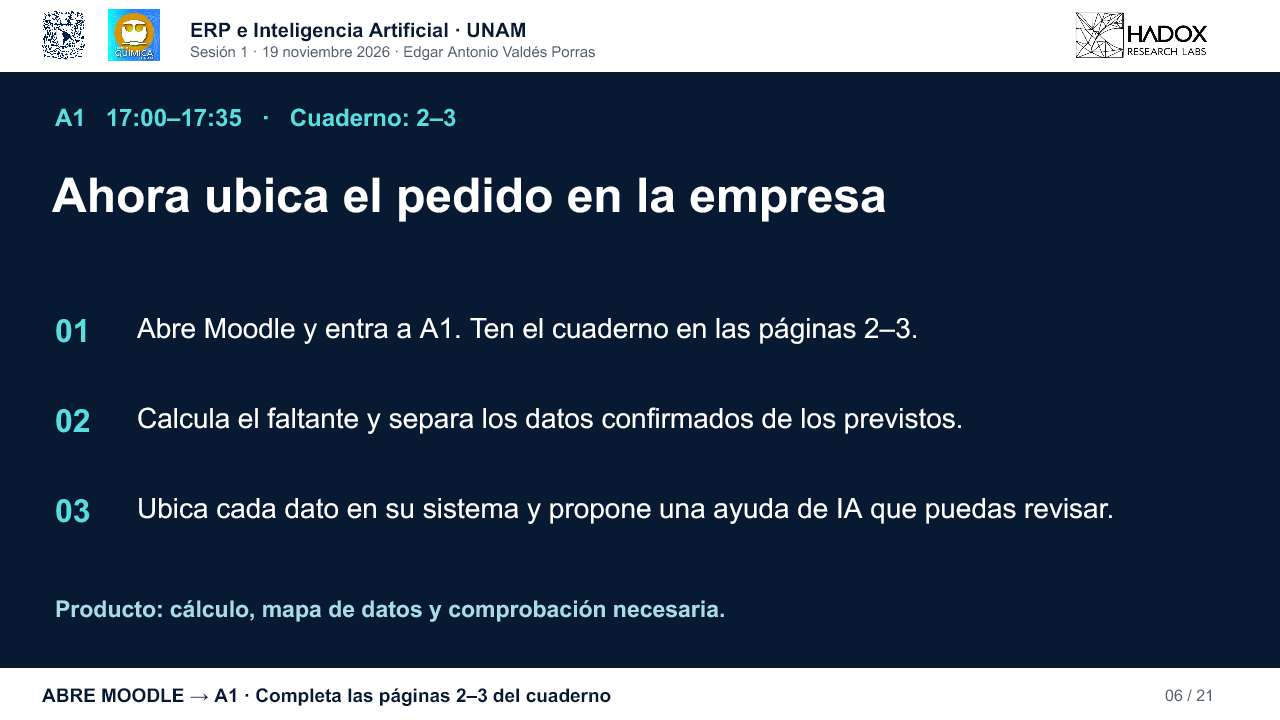 ERP e Inteligencia Artificial · UNAM
Sesión 1 · 19 noviembre 2026 · Edgar Antonio Valdés Porras
QUÍMICA
HADOX
RESEARCH LABS
A1 17:00–17:35 · Cuaderno: 2–3
Ahora ubica el pedido en la empresa
01 Abre Moodle y entra a A1. Ten el cuaderno en las páginas 2–3.
02 Calcula el faltante y separa los datos confirmados de los previstos.
03 Ubica cada dato en su sistema y propone una ayuda de IA que puedas revisar.
Producto: cálculo, mapa de datos y comprobación necesaria.
ABRE MOODLE → A1 · Completa las páginas 2–3 del cuaderno
06 / 21